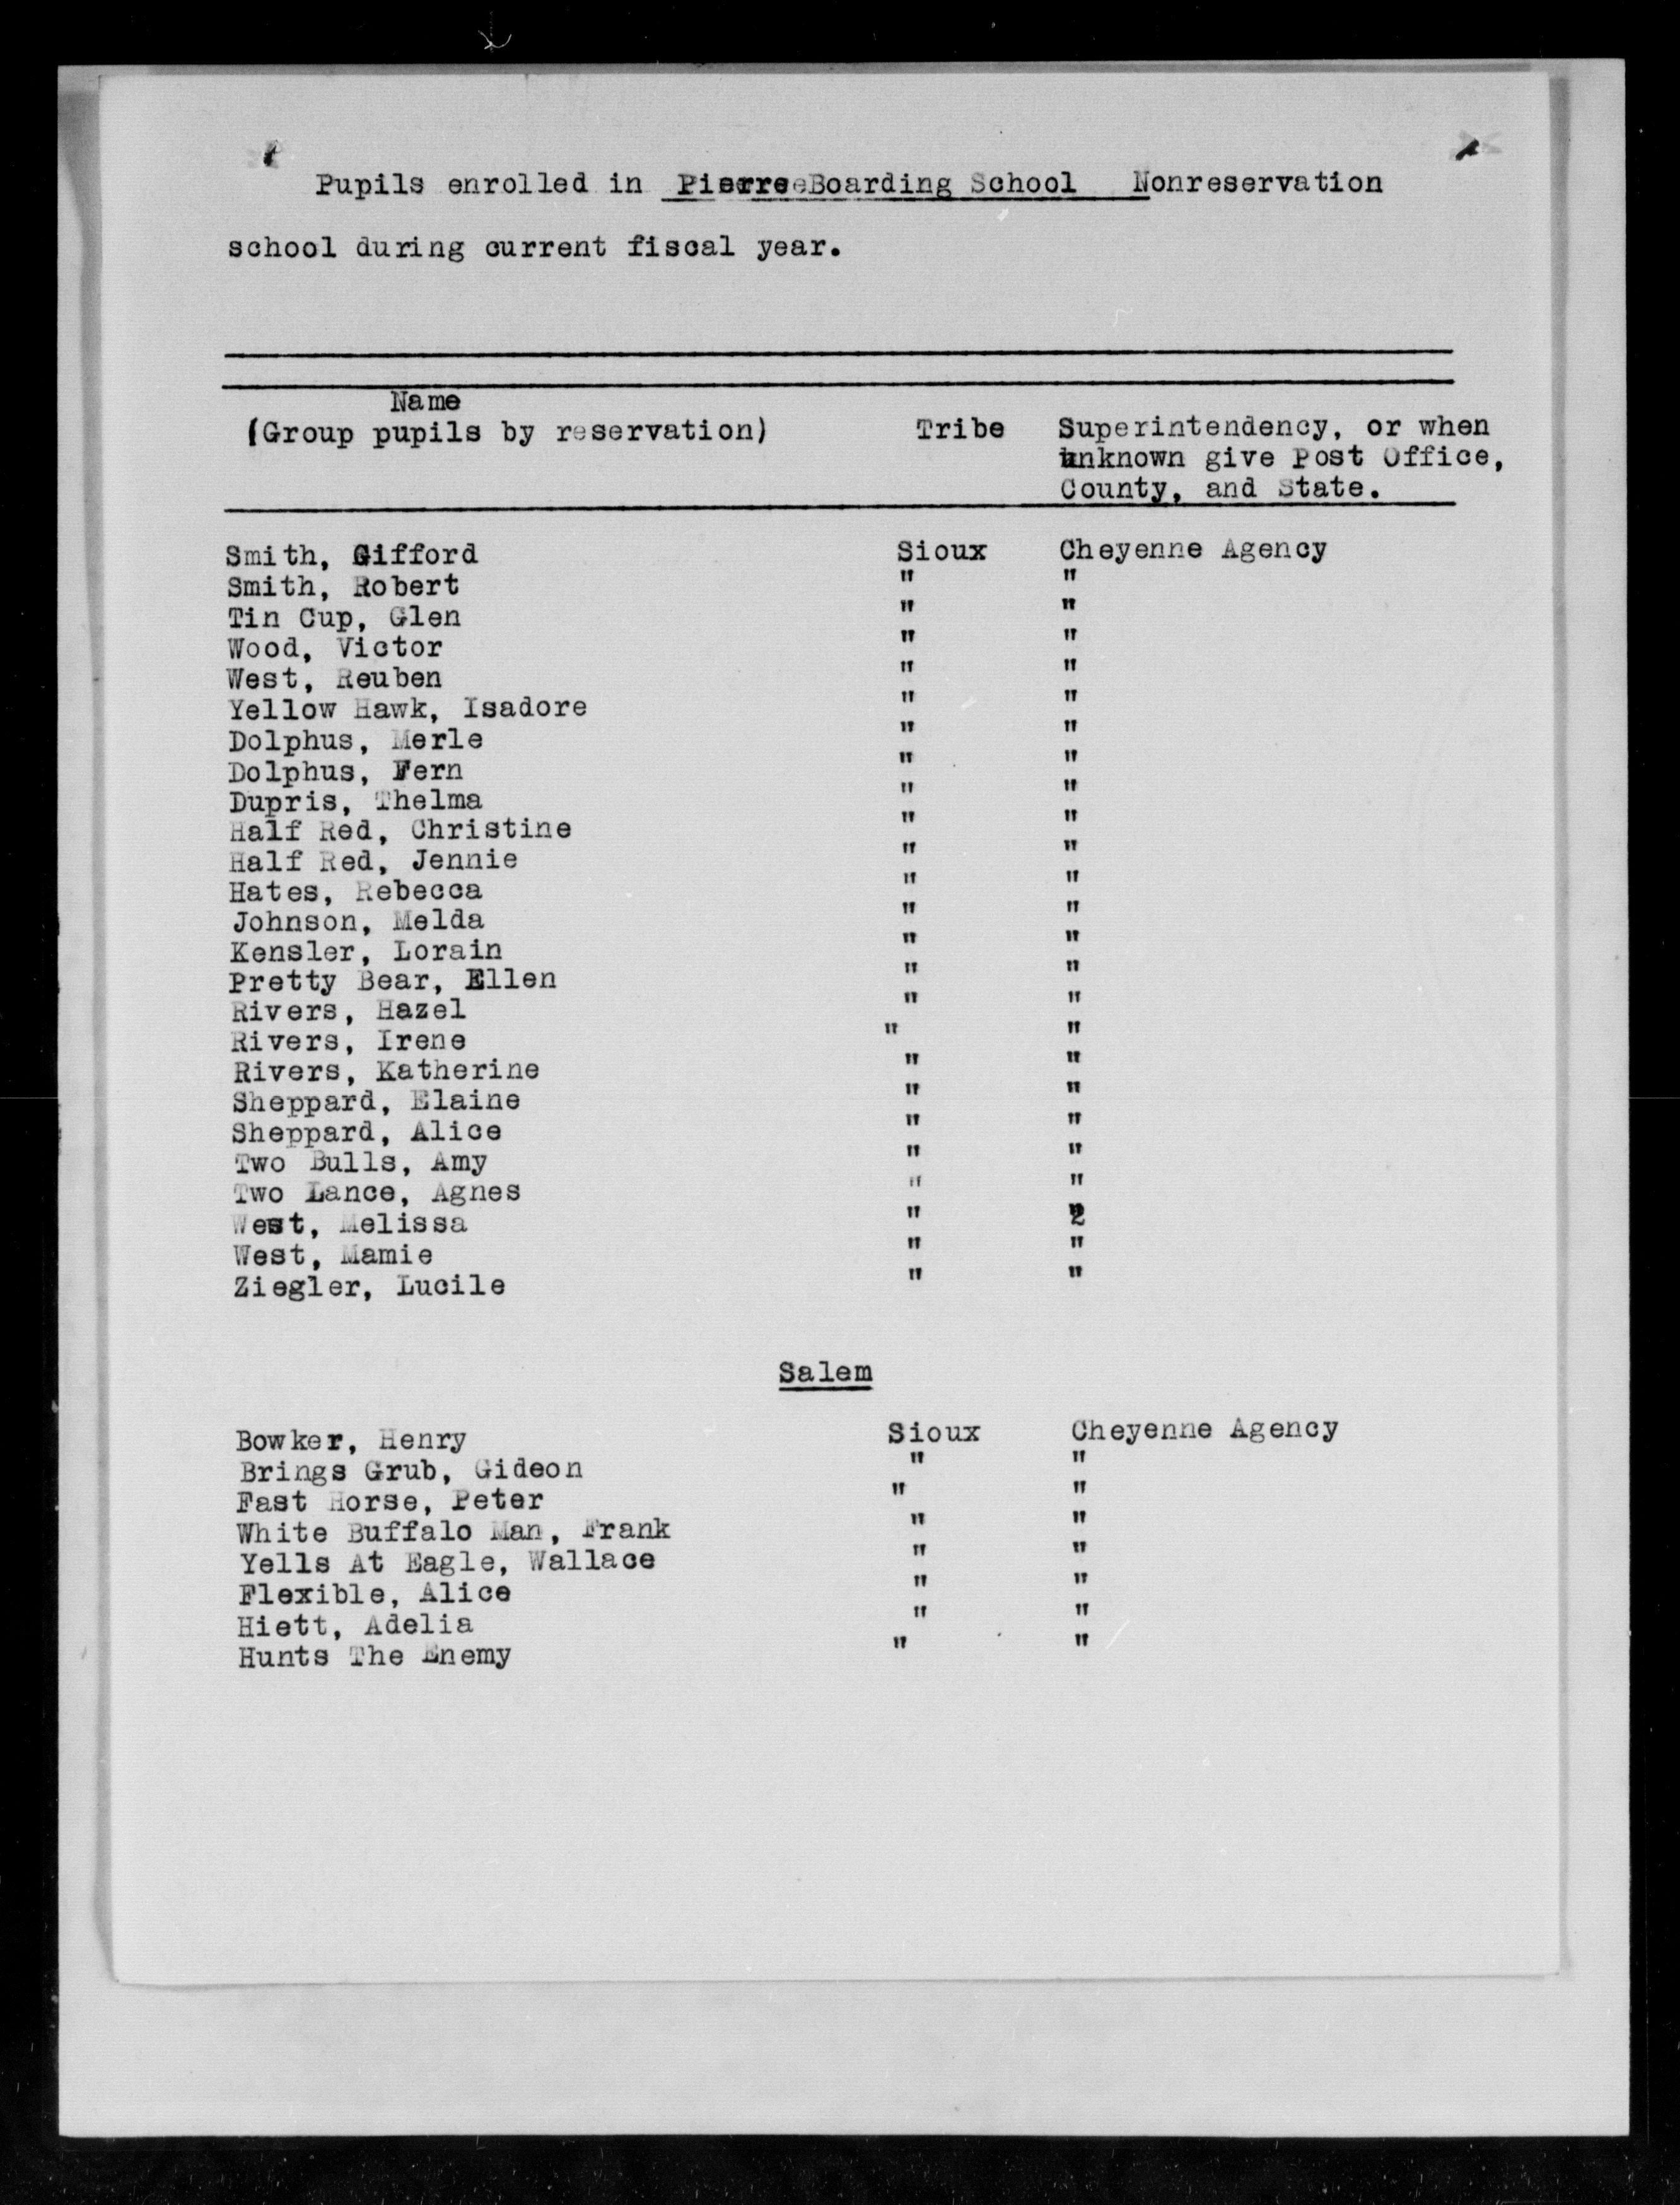 Pupils enrolled in Pierre Boarding School Nonreservation
school during current fiscal year.
Name
(Group pupils by reservation) Tribe Superintendency, or when
unknown give Post Office,
County, and State.
Smith, Gifford Sioux Cheyenne Agency
Smith, Robert " "
Tin Cup, Glen " "
Wood, Victor " "
West, Reuben " "
Yellow Hawk, Isadore " "
Dolphus, Merle " "
Dolphus, Fern " "
Dupris, Thelma " "
Half Red, Christine " "
Half Red, Jennie " "
Hates, Rebecca " "
Johnson, Melda " "
Kensler, Lorain " "
Pretty Bear, Ellen " "
Rivers, Hazel " "
Rivers, Irene " "
Rivers, Katherine " "
Sheppard, Elaine " "
Sheppard, Alice " "
Two Bulls, Amy " "
Two Lance, Agnes " "
West, Melissa " "
West, Mamie " "
Ziegler, Lucile " "
Salem
Bowker, Henry Sioux Cheyenne Agency
Brings Grub, Gideon " "
Fast Horse, Peter " "
White Buffalo Man, Frank " "
Yells At Eagle, Wallace " "
Flexible, Alice " "
Hiett, Adelia " "
Hunts The Enemy " "